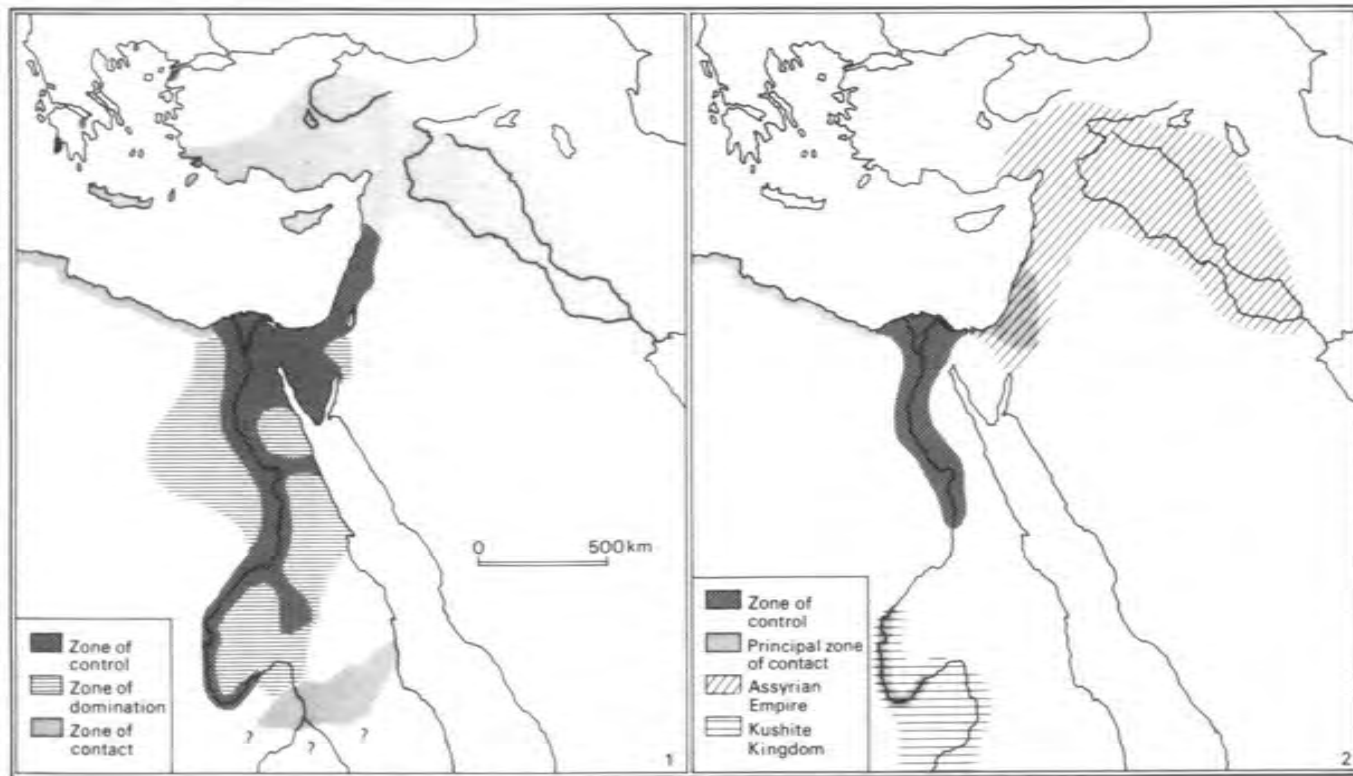 0 500km
Zone of
control
Zone of
domination
Zone of
contact
? ? ?
1
Zone of
control
Principal zone
of contact
Assyrian
Empire
Kushite
Kingdom
2